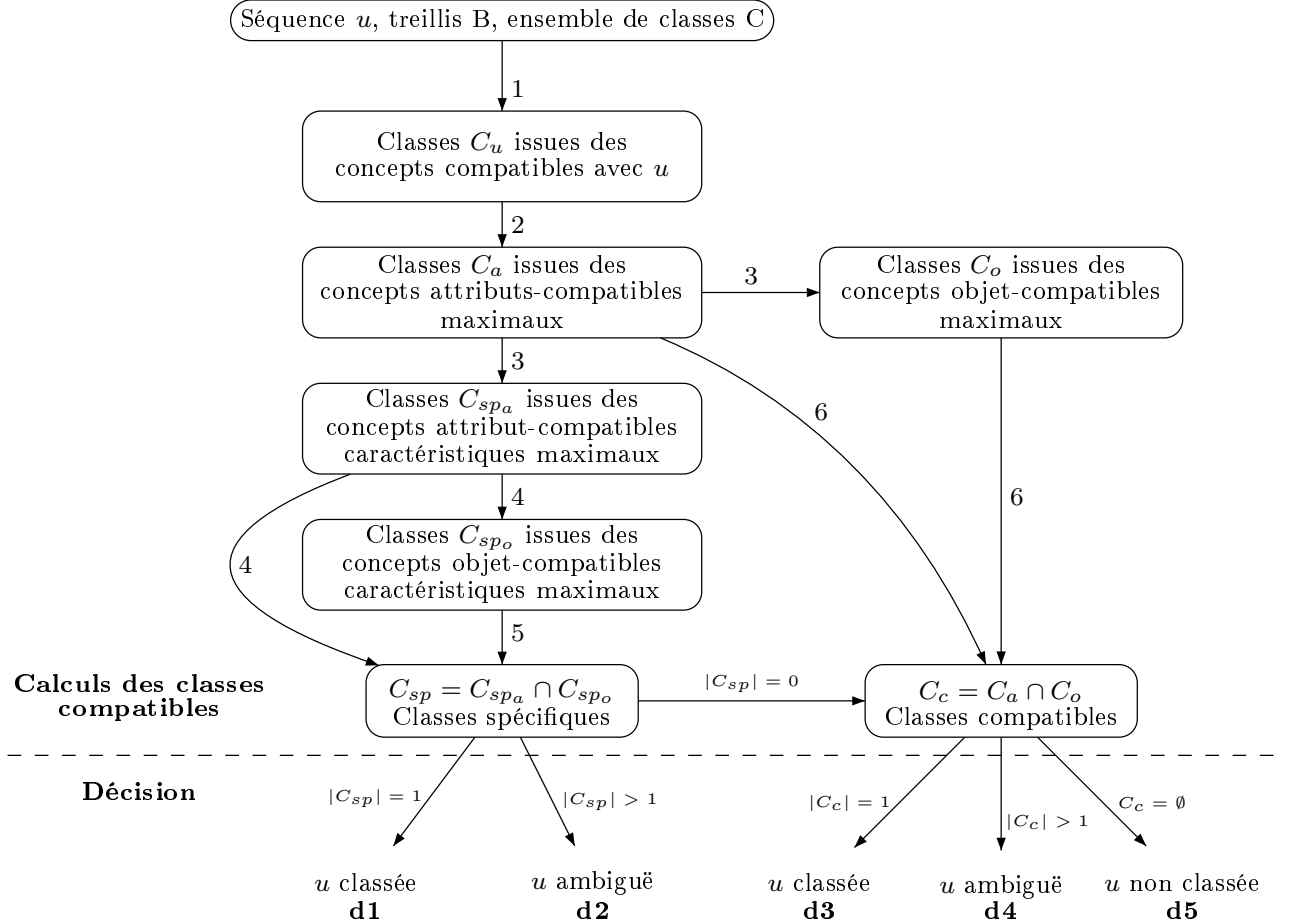 Séquence u, treillis B, ensemble de classes C
1
Classes C_u issues des
concepts compatibles avec u
2
Classes C_a issues des
concepts attributs-compatibles
maximaux
3
Classes C_o issues des
concepts objet-compatibles
maximaux
3
Classes C_{sp_a} issues des
concepts attribut-compatibles
caractéristiques maximaux
6
4
4
6
Classes C_{sp_o} issues des
concepts objet-compatibles
caractéristiques maximaux
5
Calculs des classes
compatibles
C_{sp} = C_{sp_a} ∩ C_{sp_o}
Classes spécifiques
|C_{sp}| = 0
C_c = C_a ∩ C_o
Classes compatibles
Décision
|C_{sp}| = 1
|C_{sp}| > 1
|C_c| = 1
|C_c| > 1
C_c = ∅
u classée
d1
u ambiguë
d2
u classée
d3
u ambiguë
d4
u non classée
d5